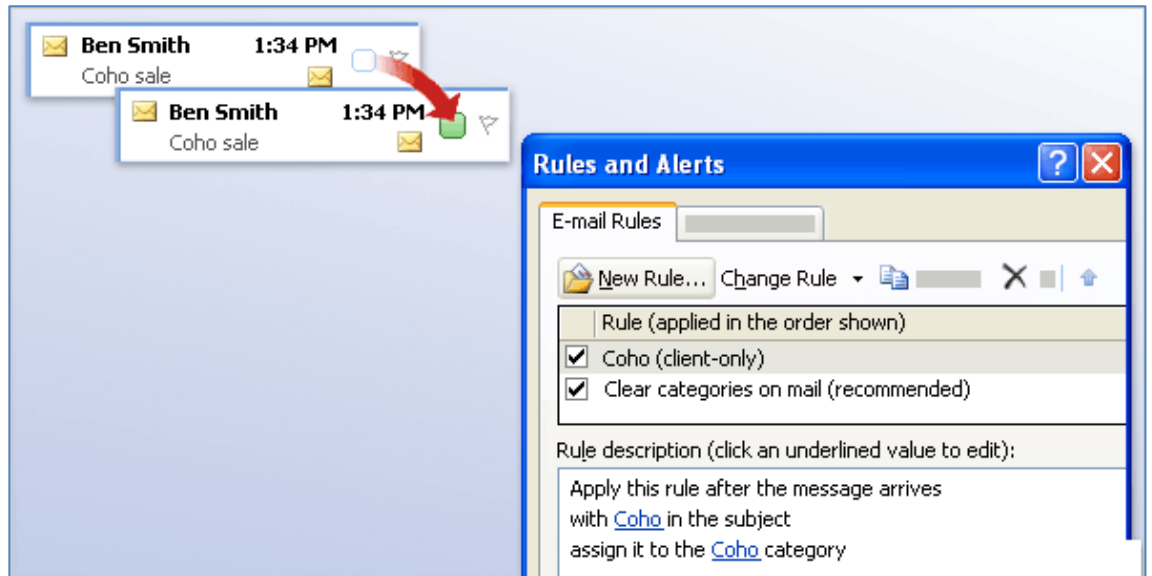 Ben Smith 1:34 PM
Coho sale
Ben Smith 1:34 PM
Coho sale
Rules and Alerts
E-mail Rules
New Rule... Change Rule
Rule (applied in the order shown)
Coho (client-only)
Clear categories on mail (recommended)
Rule description (click an underlined value to edit):
Apply this rule after the message arrives
with Coho in the subject
assign it to the Coho category